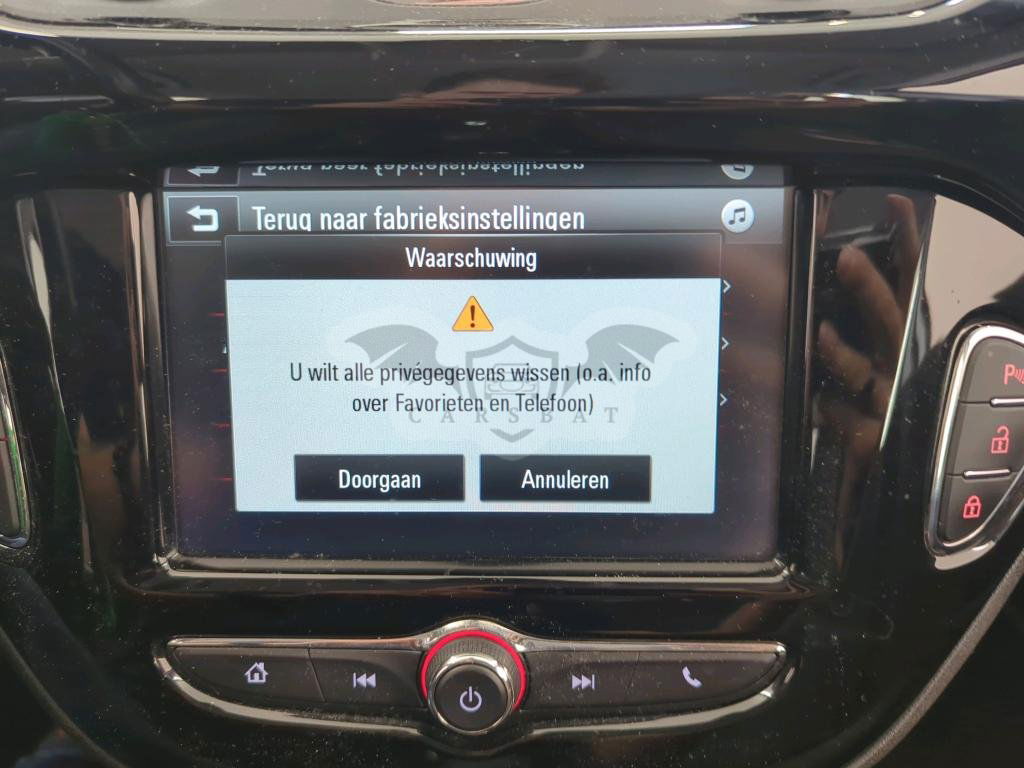 Terug naar fabrieksinstellingen
Waarschuwing
U wilt alle privégegevens wissen (o.a. info
over Favorieten en Telefoon)
CARSBAT
Doorgaan
Annuleren
P